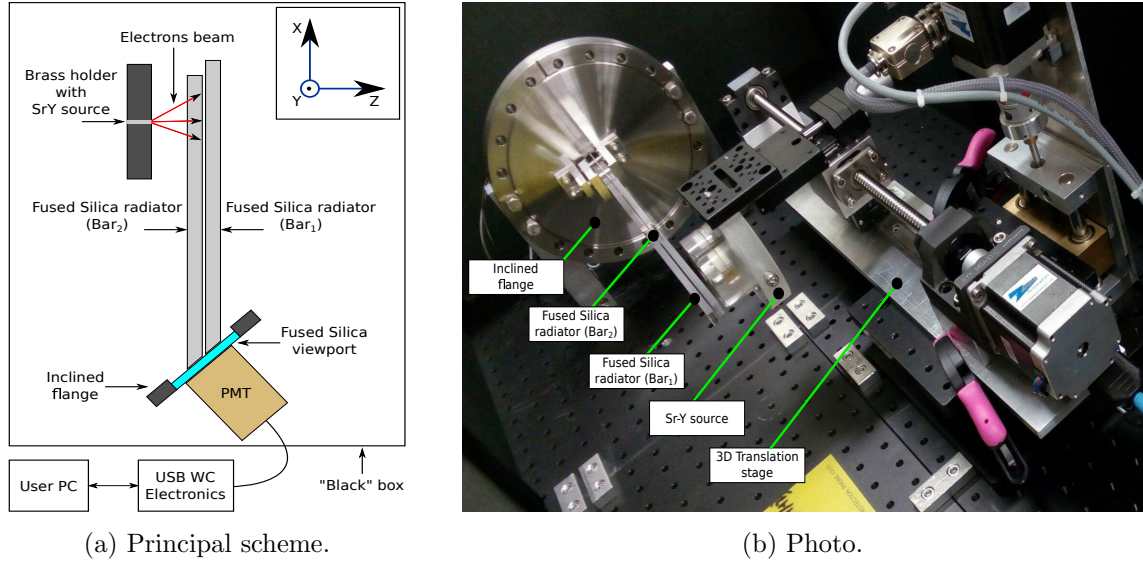 Electrons beam
Brass holder
with
SrY source
X
Y
Z
Fused Silica radiator
(Bar₂)
Fused Silica radiator
(Bar₁)
Fused Silica
viewport
Inclined
flange
PMT
User PC
USB WC
Electronics
"Black" box
(a) Principal scheme.
Inclined
flange
Fused Silica
radiator (Bar₂)
Fused Silica
radiator (Bar₁)
Sr-Y source
3D Translation
stage
(b) Photo.